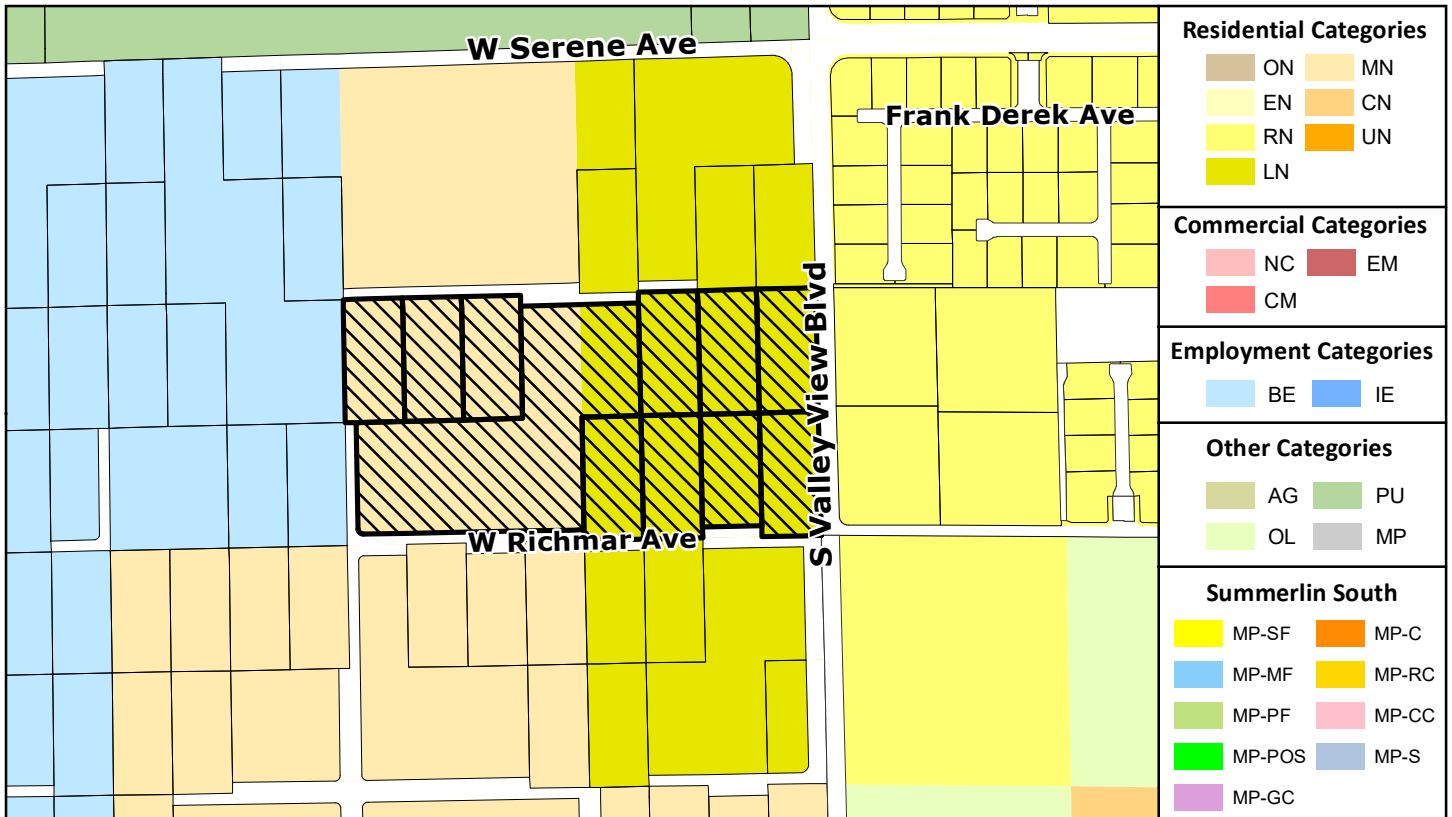 W Serene Ave
Frank Derek Ave
S Valley View Blvd
W Richmar Ave
Residential Categories
ON MN
EN CN
RN UN
LN
Commercial Categories
NC EM
CM
Employment Categories
BE IE
Other Categories
AG PU
OL MP
Summerlin South
MP-SF MP-C
MP-MF MP-RC
MP-PF MP-CC
MP-POS MP-S
MP-GC